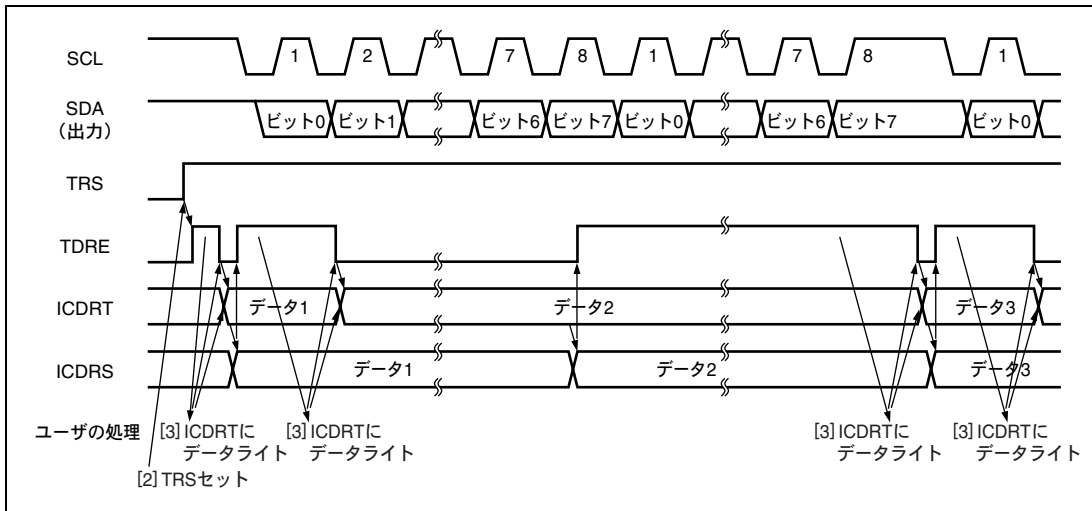 SCL
1 2 7 8 1 7 8 1
SDA
（出力）
ビット0 ビット1 ビット6 ビット7 ビット0 ビット6 ビット7 ビット0
TRS
TDRE
ICDRT
データ1 データ2 データ3
ICDRS
データ1 データ2 データ3
ユーザの処理
[3] ICDRTに
データライト
[3] ICDRTに
データライト
[3] ICDRTに
データライト
[3] ICDRTに
データライト
[2] TRSセット